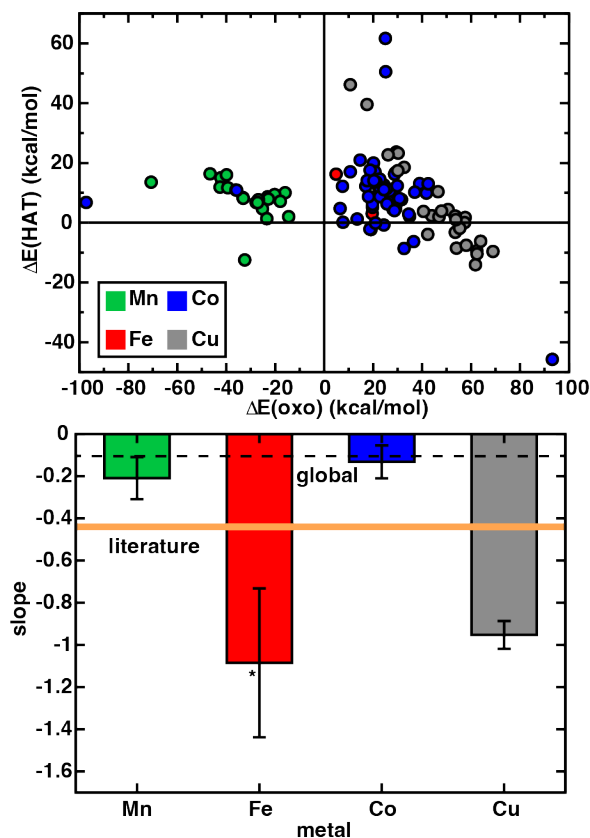 60
40
20
0
-20
-40
ΔE(HAT) (kcal/mol)
Mn Co
Fe Cu
-100 -80 -60 -40 -20 0 20 40 60 80 100
ΔE(oxo) (kcal/mol)
0
-0.2
-0.4
-0.6
-0.8
-1
-1.2
-1.4
-1.6
slope
global
literature
*
Mn Fe Co Cu
metal